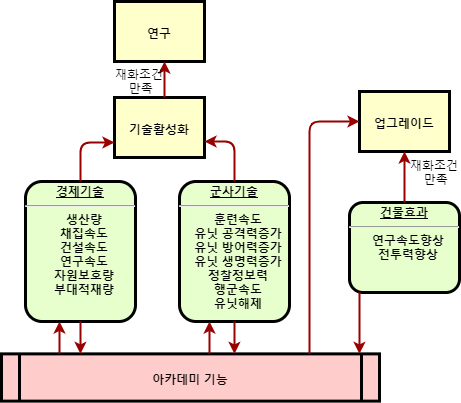 연구
재화조건
만족
기술활성화
업그레이드
재화조건
만족
경제기술
생산량
채집속도
건설속도
연구속도
자원보호량
부대적재량
군사기술
훈련속도
유닛 공격력증가
유닛 방어력증가
유닛 생명력증가
정찰정보력
행군속도
유닛해제
건물효과
연구속도향상
전투력향상
아카데미 기능